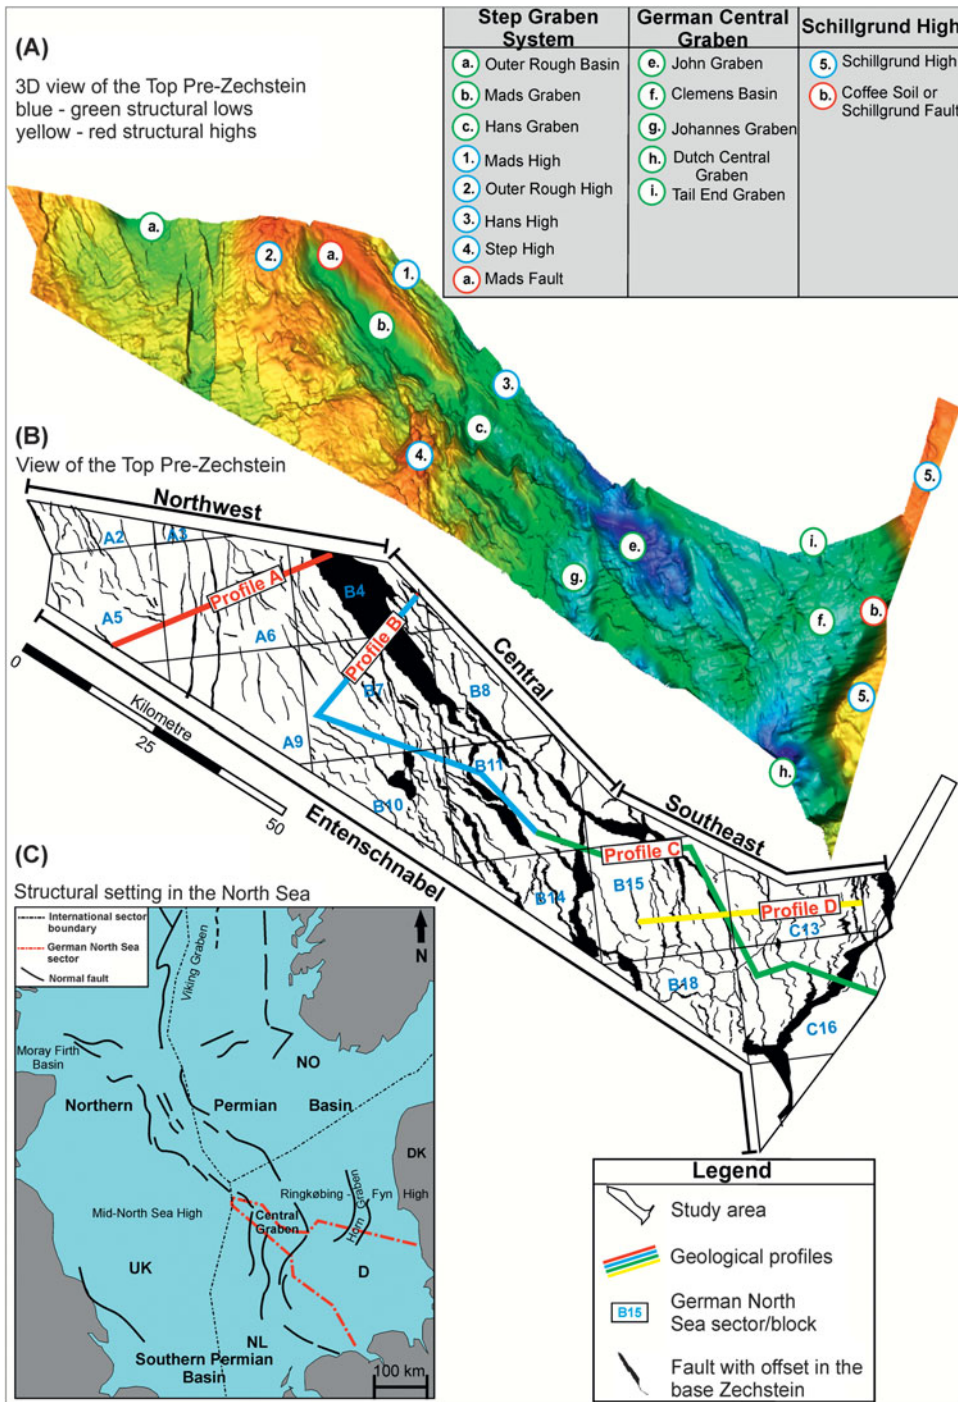 (A)
3D view of the Top Pre-Zechstein
blue - green structural lows
yellow - red structural highs
Step Graben
System
a. Outer Rough Basin
b. Mads Graben
c. Hans Graben
1. Mads High
2. Outer Rough High
3. Hans High
4. Step High
a. Mads Fault
German Central
Graben
e. John Graben
f. Clemens Basin
g. Johannes Graben
h. Dutch Central
Graben
i. Tail End Graben
Schillgrund High
5. Schillgrund High
b. Coffee Soil or
Schillgrund Fault
a.
2.
a.
1.
b.
3.
c.
4.
5.
e.
i.
g.
f.
b.
5.
h.
(B)
View of the Top Pre-Zechstein
Northwest
Central
Southeast
Entenschnabel
A2
A3
A5
A6
A9
B4
B7
B8
B10
B11
B14
B15
B18
C13
C16
Profile A
Profile B
Profile C
Profile D
0
Kilometre
25
50
(C)
Structural setting in the North Sea
International sector
boundary
German North Sea
sector
Normal fault
N
Viking Graben
Moray Firth
Basin
NO
Northern
Permian
Basin
DK
Ringkøbing -
Fyn
High
Horn Graben
Mid-North Sea High
Central
Graben
UK
D
NL
Southern Permian
Basin
100 km
Legend
Study area
Geological profiles
B15
German North
Sea sector/block
Fault with offset in the
base Zechstein